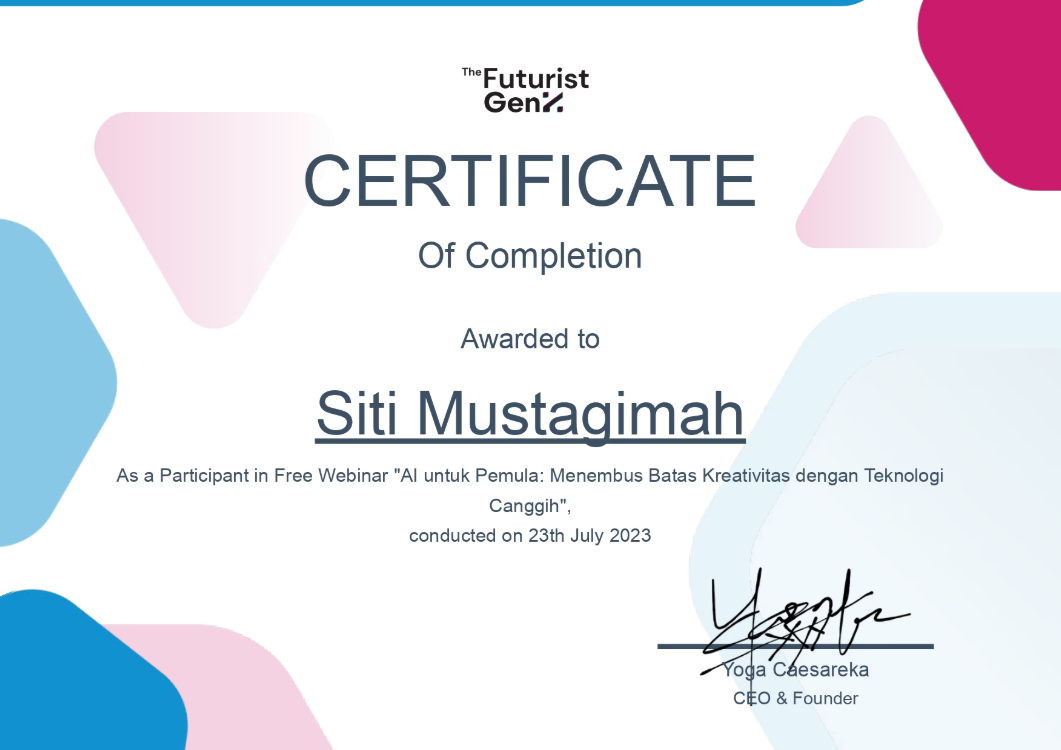 The Futurist
GenZ
CERTIFICATE
Of Completion
Awarded to
Siti Mustagimah
As a Participant in Free Webinar "AI untuk Pemula: Menembus Batas Kreativitas dengan Teknologi
Canggih",
conducted on 23th July 2023
Yoga Caesareka
CEO & Founder